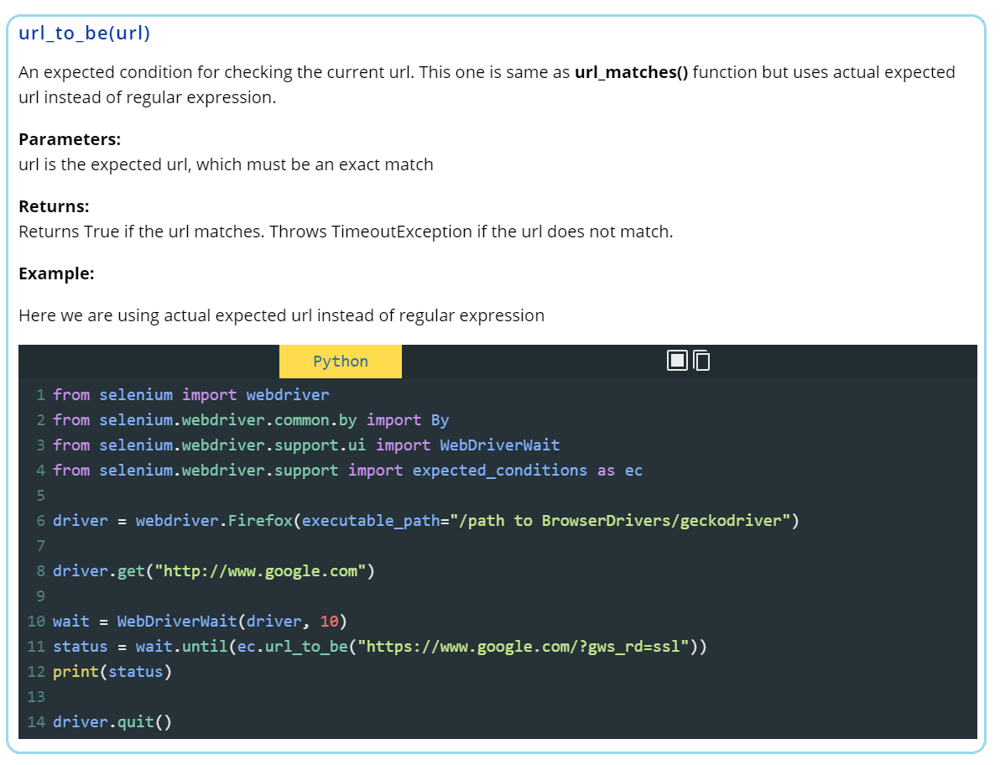 url_to_be(url)
An expected condition for checking the current url. This one is same as url_matches() function but uses actual expected
url instead of regular expression.
Parameters:
url is the expected url, which must be an exact match
Returns:
Returns True if the url matches. Throws TimeoutException if the url does not match.
Example:
Here we are using actual expected url instead of regular expression
Python
1 from selenium import webdriver
2 from selenium.webdriver.common.by import By
3 from selenium.webdriver.support.ui import WebDriverWait
4 from selenium.webdriver.support import expected_conditions as ec
5
6 driver = webdriver.Firefox(executable_path="/path to BrowserDrivers/geckodriver")
7
8 driver.get("http://www.google.com")
9
10 wait = WebDriverWait(driver, 10)
11 status = wait.until(ec.url_to_be("https://www.google.com/?gws_rd=ssl"))
12 print(status)
13
14 driver.quit()